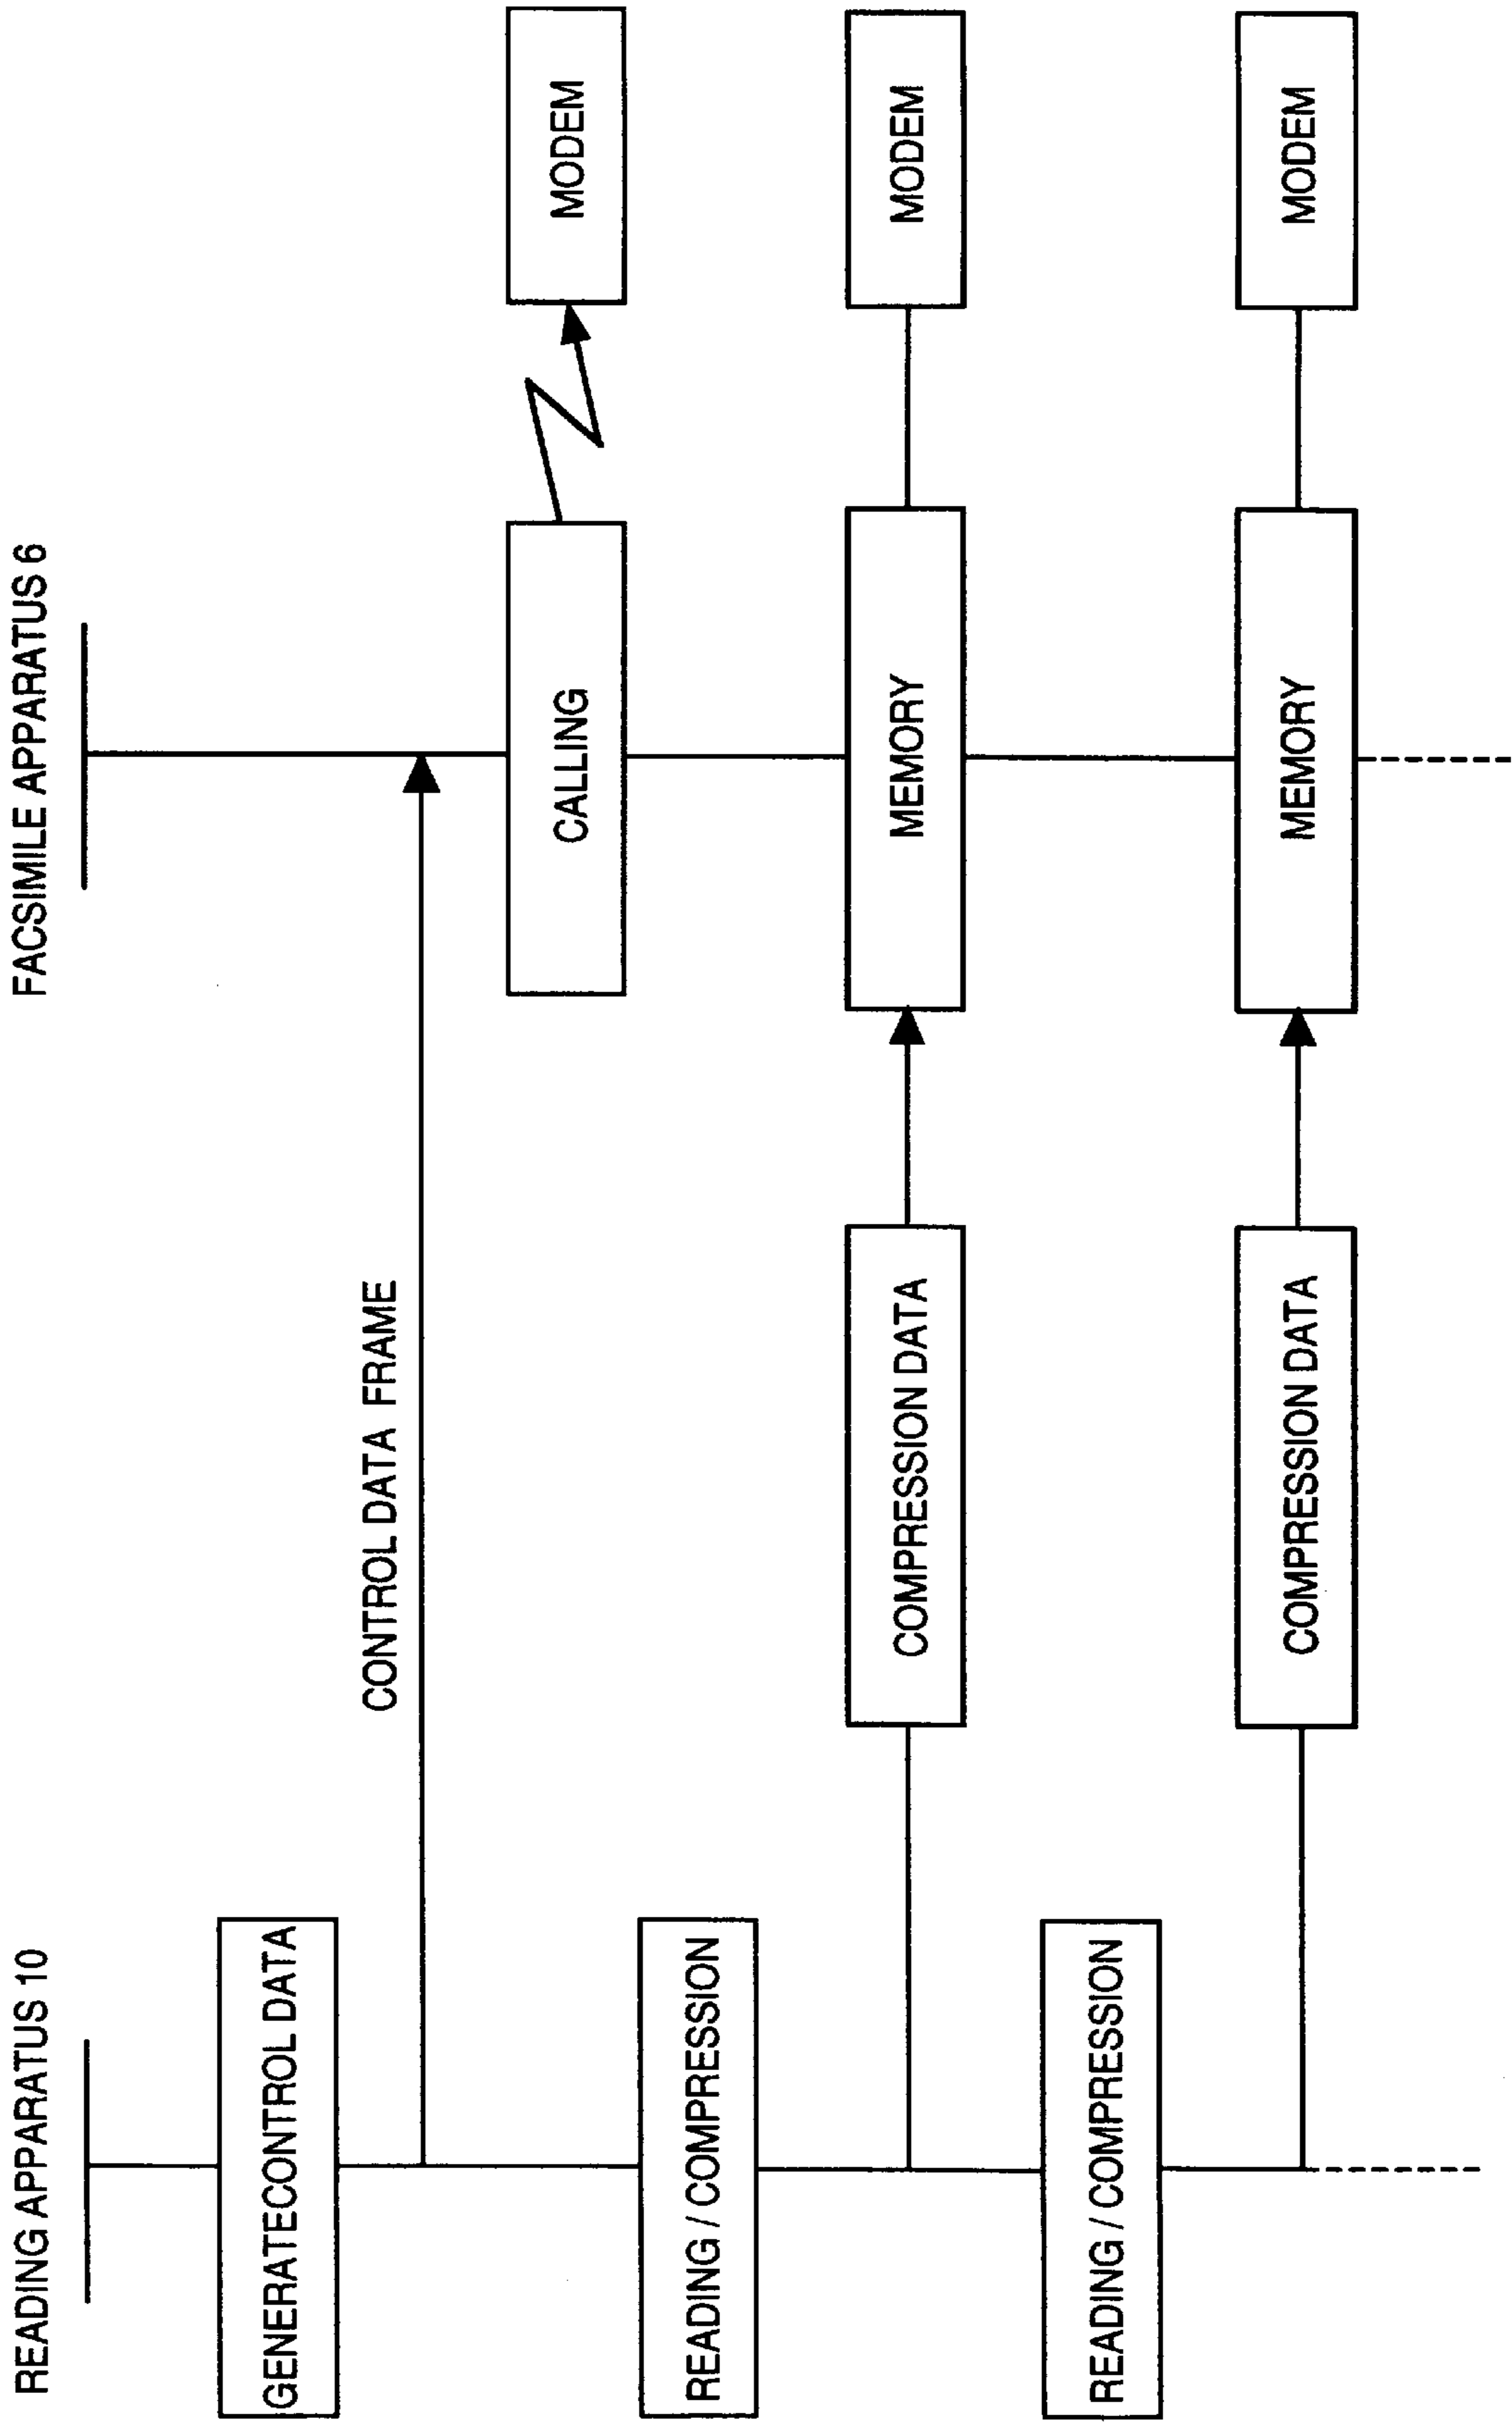 READING APPARATUS 10
FACSIMILE APPARATUS 6
GENERATECONTROL DATA
CONTROL DATA FRAME
CALLING
MODEM
READING / COMPRESSION
COMPRESSION DATA
MEMORY
MODEM
READING / COMPRESSION
COMPRESSION DATA
MEMORY
MODEM